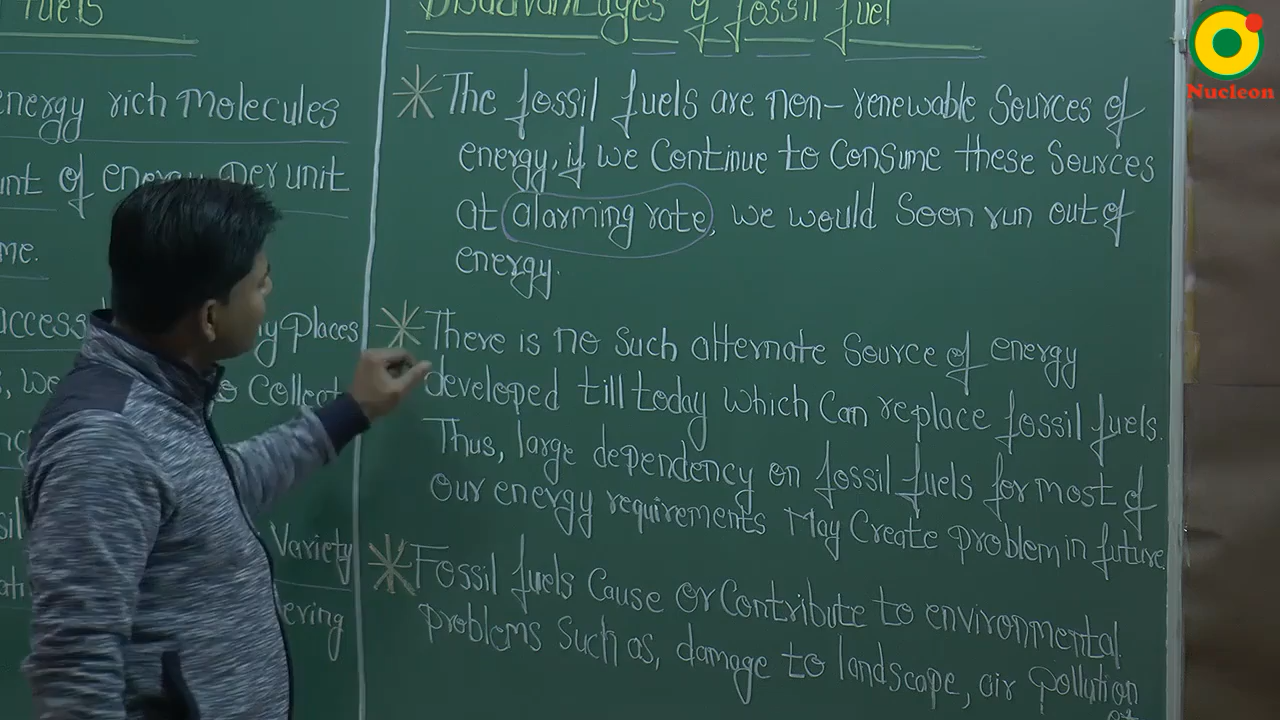 fuels
energy rich Molecules
of energy Per unit
me.
Places
to Collect
Variety
Disadvantages of fossil fuel
The fossil fuels are non-renewable Sources of
energy, if we Continue to Consume these Sources
at alarming rate, we would Soon run out of
energy.
There is no Such alternate Source of energy
developed till today which Can replace fossil fuels.
Thus, large dependency on fossil fuels for most of
our energy requirements May Create problem in future
Fossil fuels Cause or Contribute to environmental
problems Such as, damage to landscape, air pollution
Nucleon